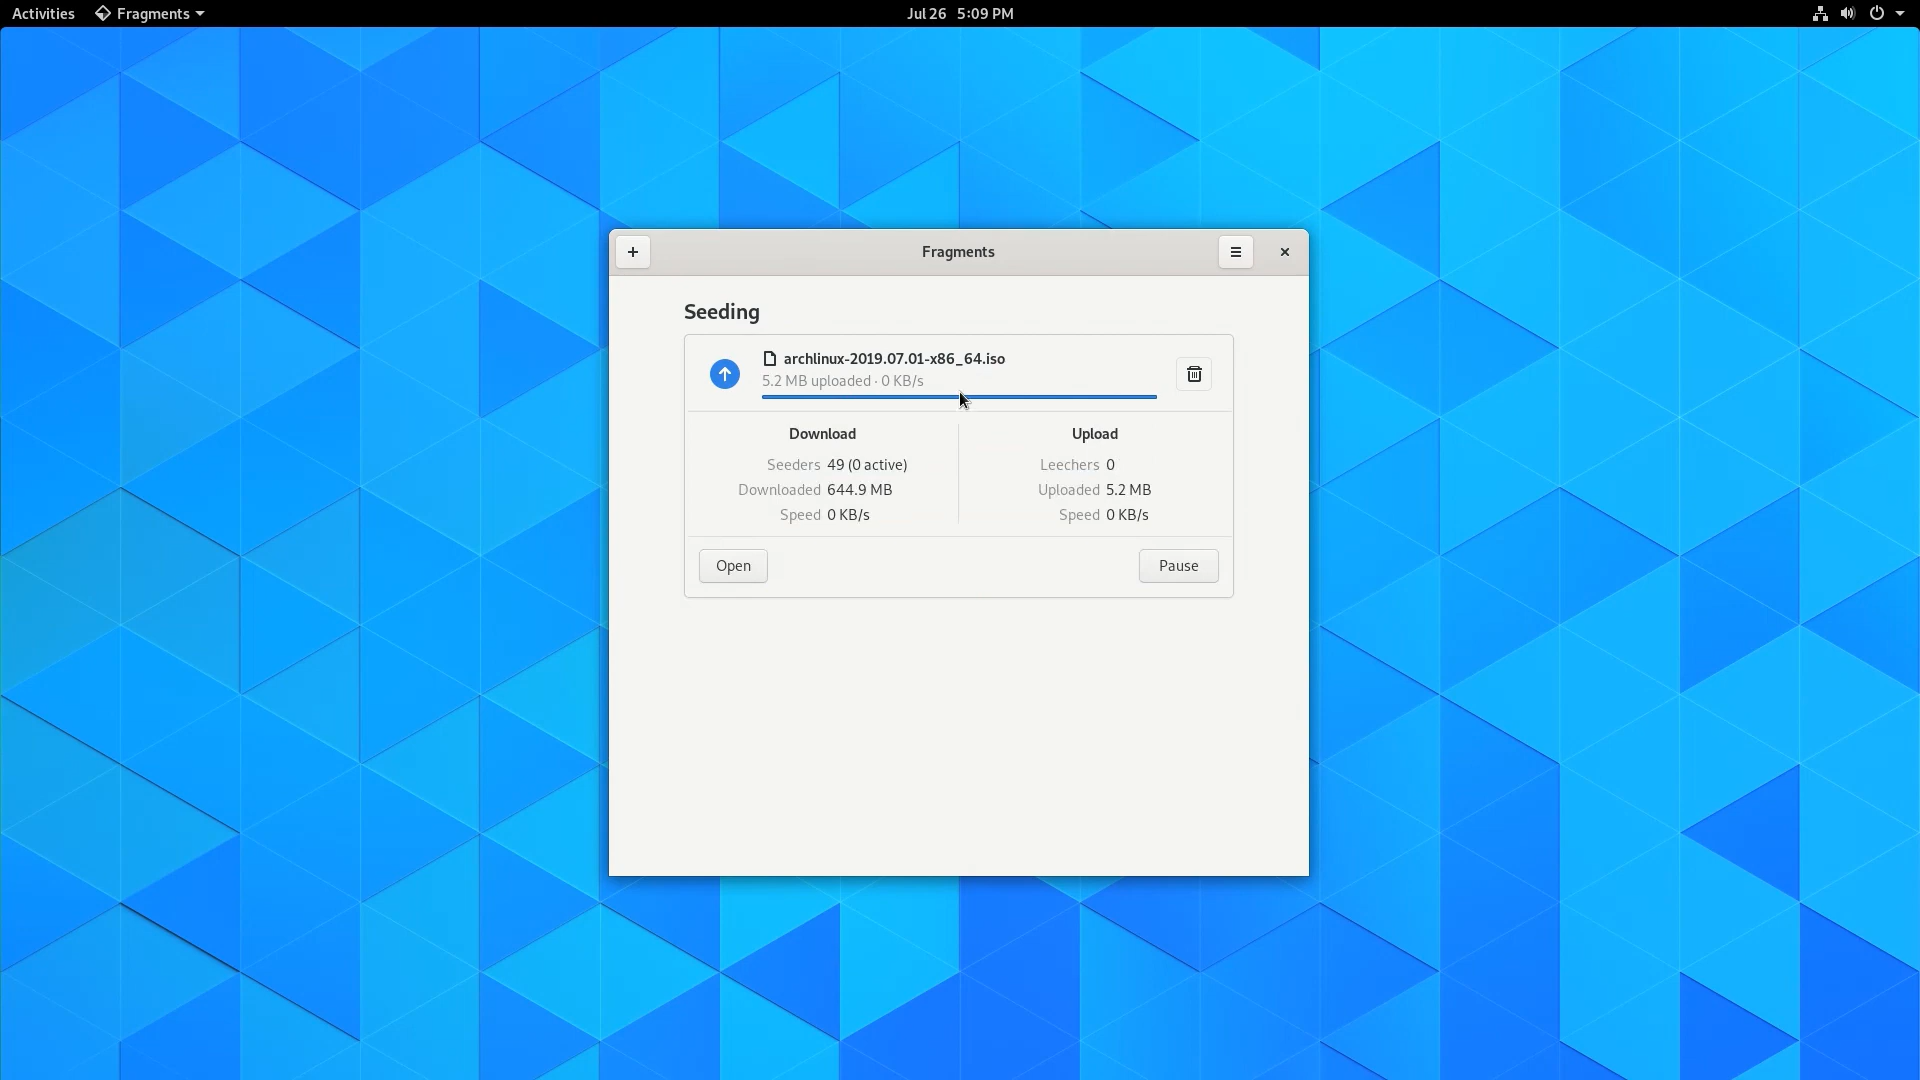 Activities Fragments Jul 26 5:09 PM
Fragments
Seeding
archlinux-2019.07.01-x86_64.iso
5.2 MB uploaded · 0 KB/s
Download Upload
Seeders 49 (0 active) Leechers 0
Downloaded 644.9 MB Uploaded 5.2 MB
Speed 0 KB/s Speed 0 KB/s
Open Pause